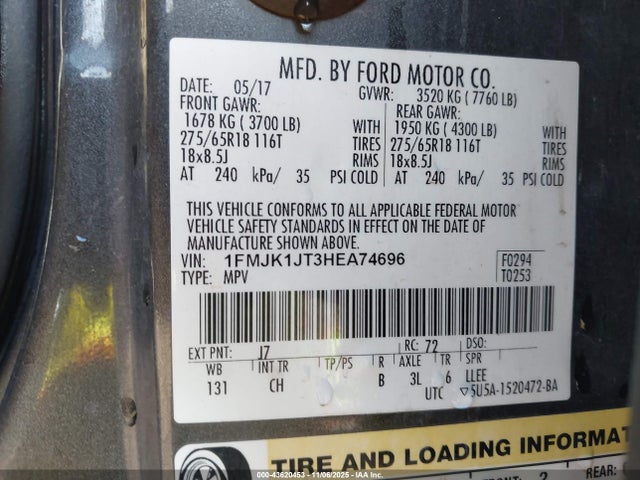 MFD. BY FORD MOTOR CO.
DATE: 05/17 GVWR: 3520 KG ( 7760 LB)
FRONT GAWR: REAR GAWR:
1678 KG ( 3700 LB) WITH 1950 KG ( 4300 LB) WITH
275/65R18 116T TIRES 275/65R18 116T TIRES
18x8.5J RIMS 18x8.5J RIMS
AT 240 kPa/ 35 PSI COLD AT 240 kPa/ 35 PSI COLD
THIS VEHICLE CONFORMS TO ALL APPLICABLE FEDERAL MOTOR
VEHICLE SAFETY STANDARDS IN EFFECT ON THE DATE OF
MANUFACTURE SHOWN ABOVE.
VIN: 1FMJK1JT3HEA74696 F0294
TYPE: MPV T0253
EXT PNT: J7 RC: 72 DSO:
WB INT TR TP/PS R AXLE TR SPR
131 CH B 3L 6 LLEE
UTC ▽5U5A-1520472-BA
TIRE AND LOADING INFORMAT
FRONT: 2 REAR:
000-43620453 - 11/06/2025 - IAAI.COM